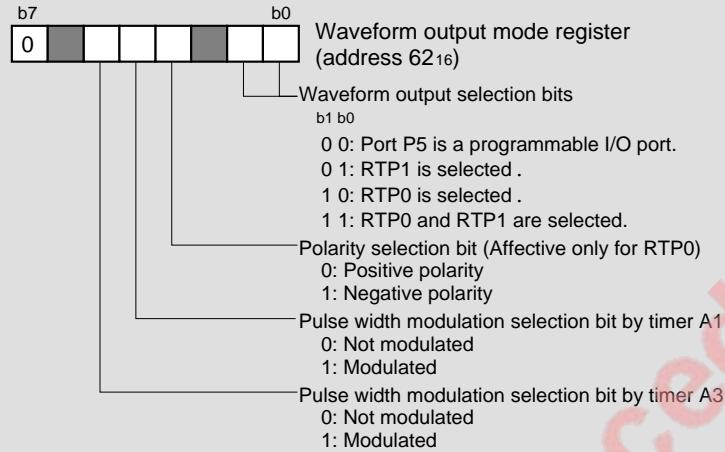 b7 b0
0
Waveform output mode register
(address 6216)
Waveform output selection bits
b1 b0
0 0: Port P5 is a programmable I/O port.
0 1: RTP1 is selected .
1 0: RTP0 is selected .
1 1: RTP0 and RTP1 are selected.
Polarity selection bit (Affective only for RTP0)
0: Positive polarity
1: Negative polarity
Pulse width modulation selection bit by timer A1
0: Not modulated
1: Modulated
Pulse width modulation selection bit by timer A3
0: Not modulated
1: Modulated